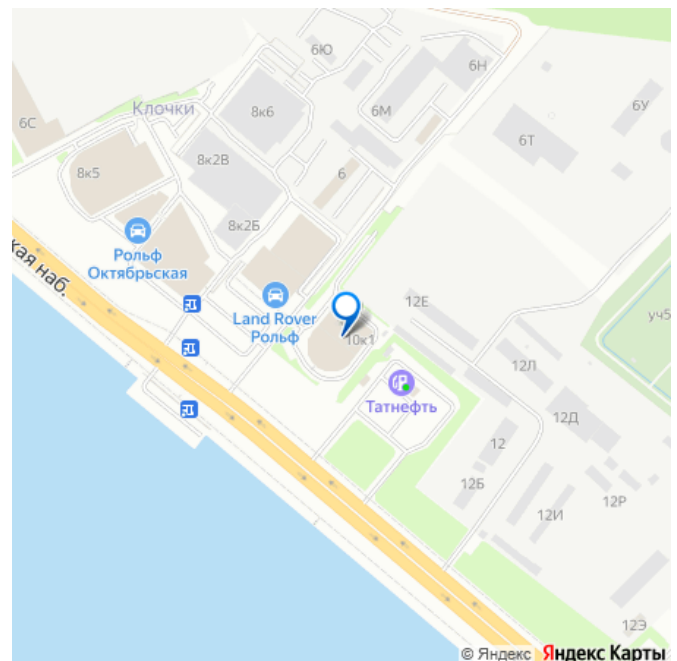 6Ю
6Н
6У
Клочки
8к6
6М
6С
6Т
8к2В
8к5
6
8к2Б
Рольф
Октябрьская
кая наб.
Land Rover
Рольф
12Е
уч5
10к1
12Л
Татнефть
12Д
12
12Б
12Р
12И
12Э
© Яндекс Яндекс Карты